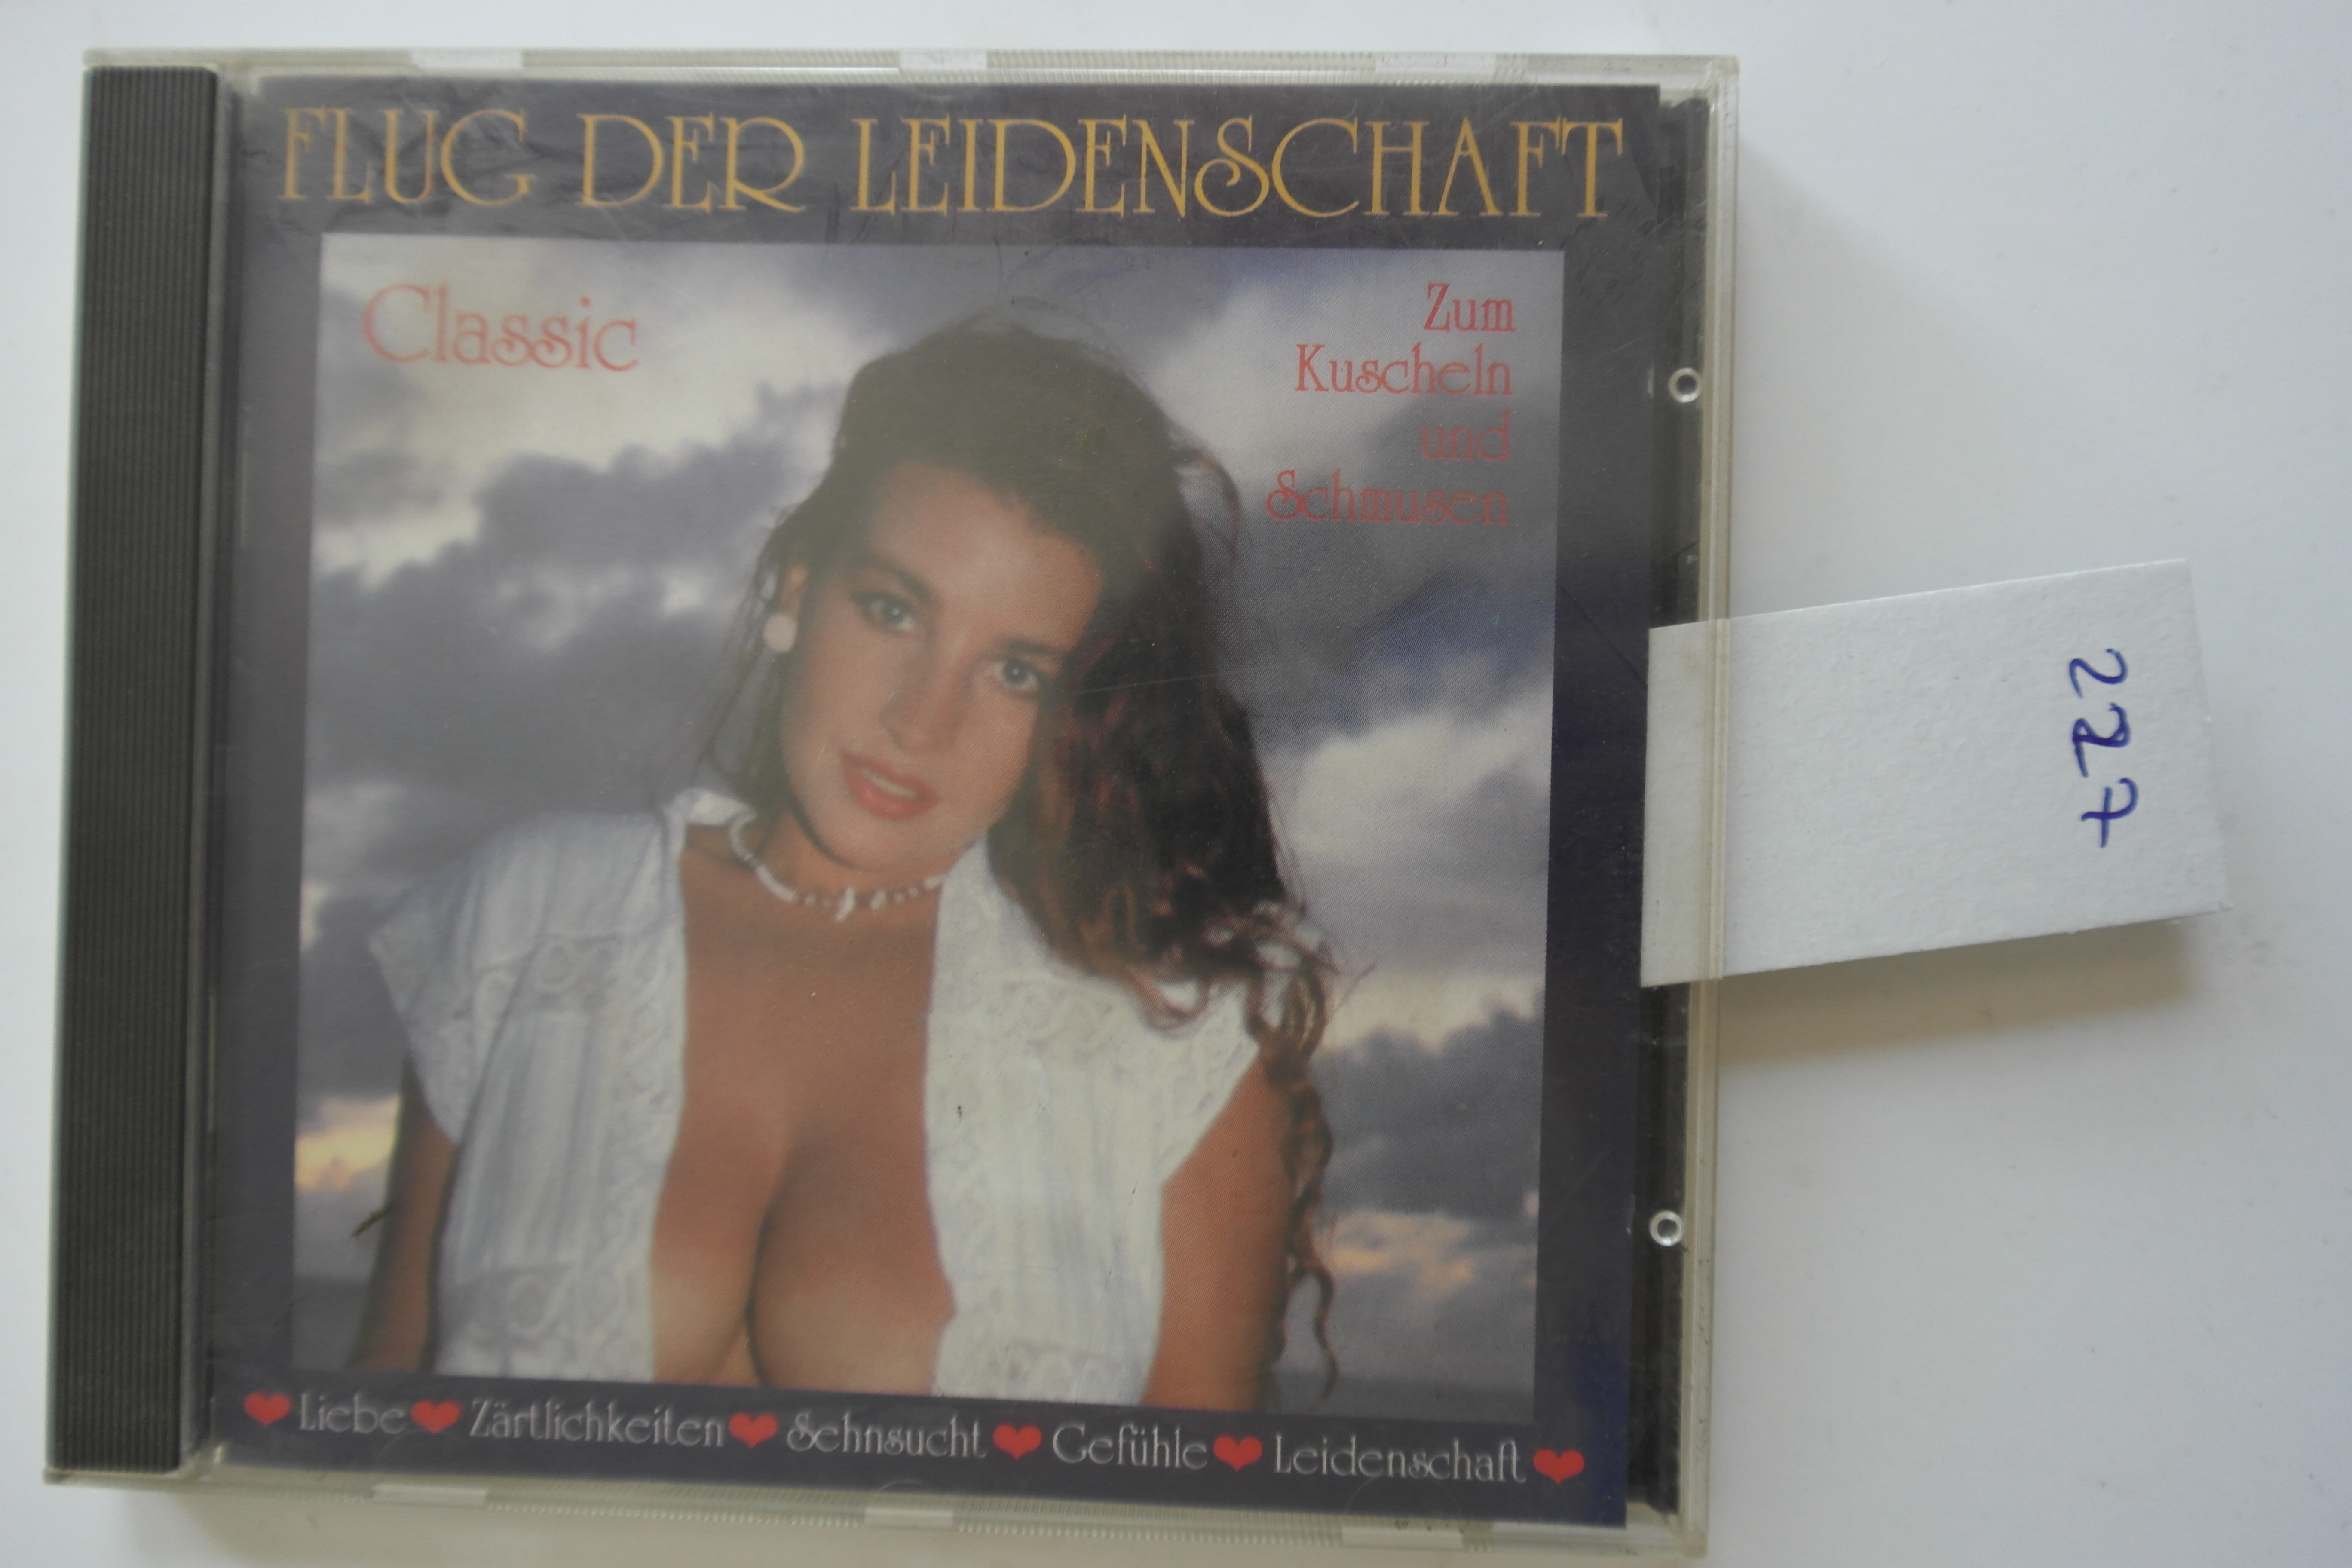 FLUG DER LEIDENSCHAFT
Classic
Zum
Kuscheln
und
Schmusen
227
❤Liebe❤Zärtlichkeiten❤Sehnsucht❤Gefühle❤Leidenschaft❤